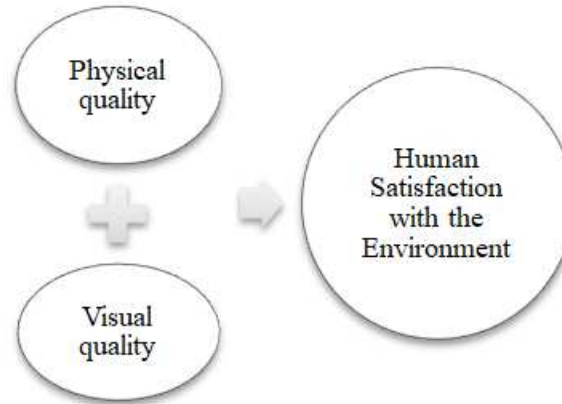 Physical
quality
Visual
quality
Human
Satisfaction
with the
Environment